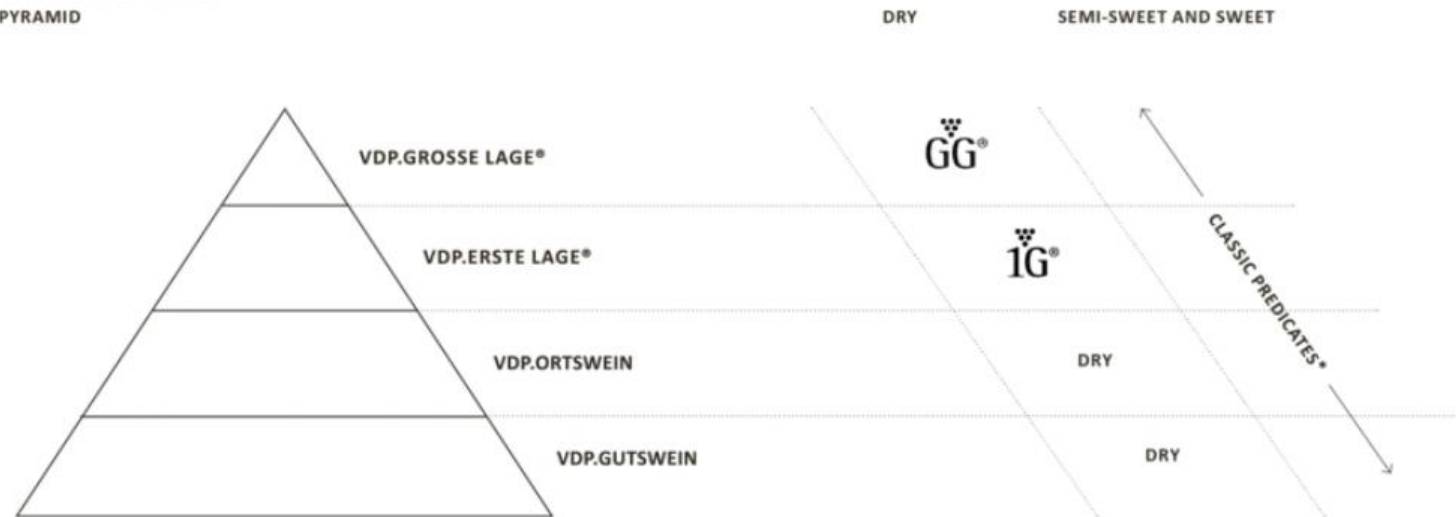 PYRAMID
DRY
SEMI-SWEET AND SWEET
VDP.GROSSE LAGE®
GG®
VDP.ERSTE LAGE®
1G®
CLASSIC PREDICATES*
VDP.ORTSWEIN
DRY
VDP.GUTSWEIN
DRY